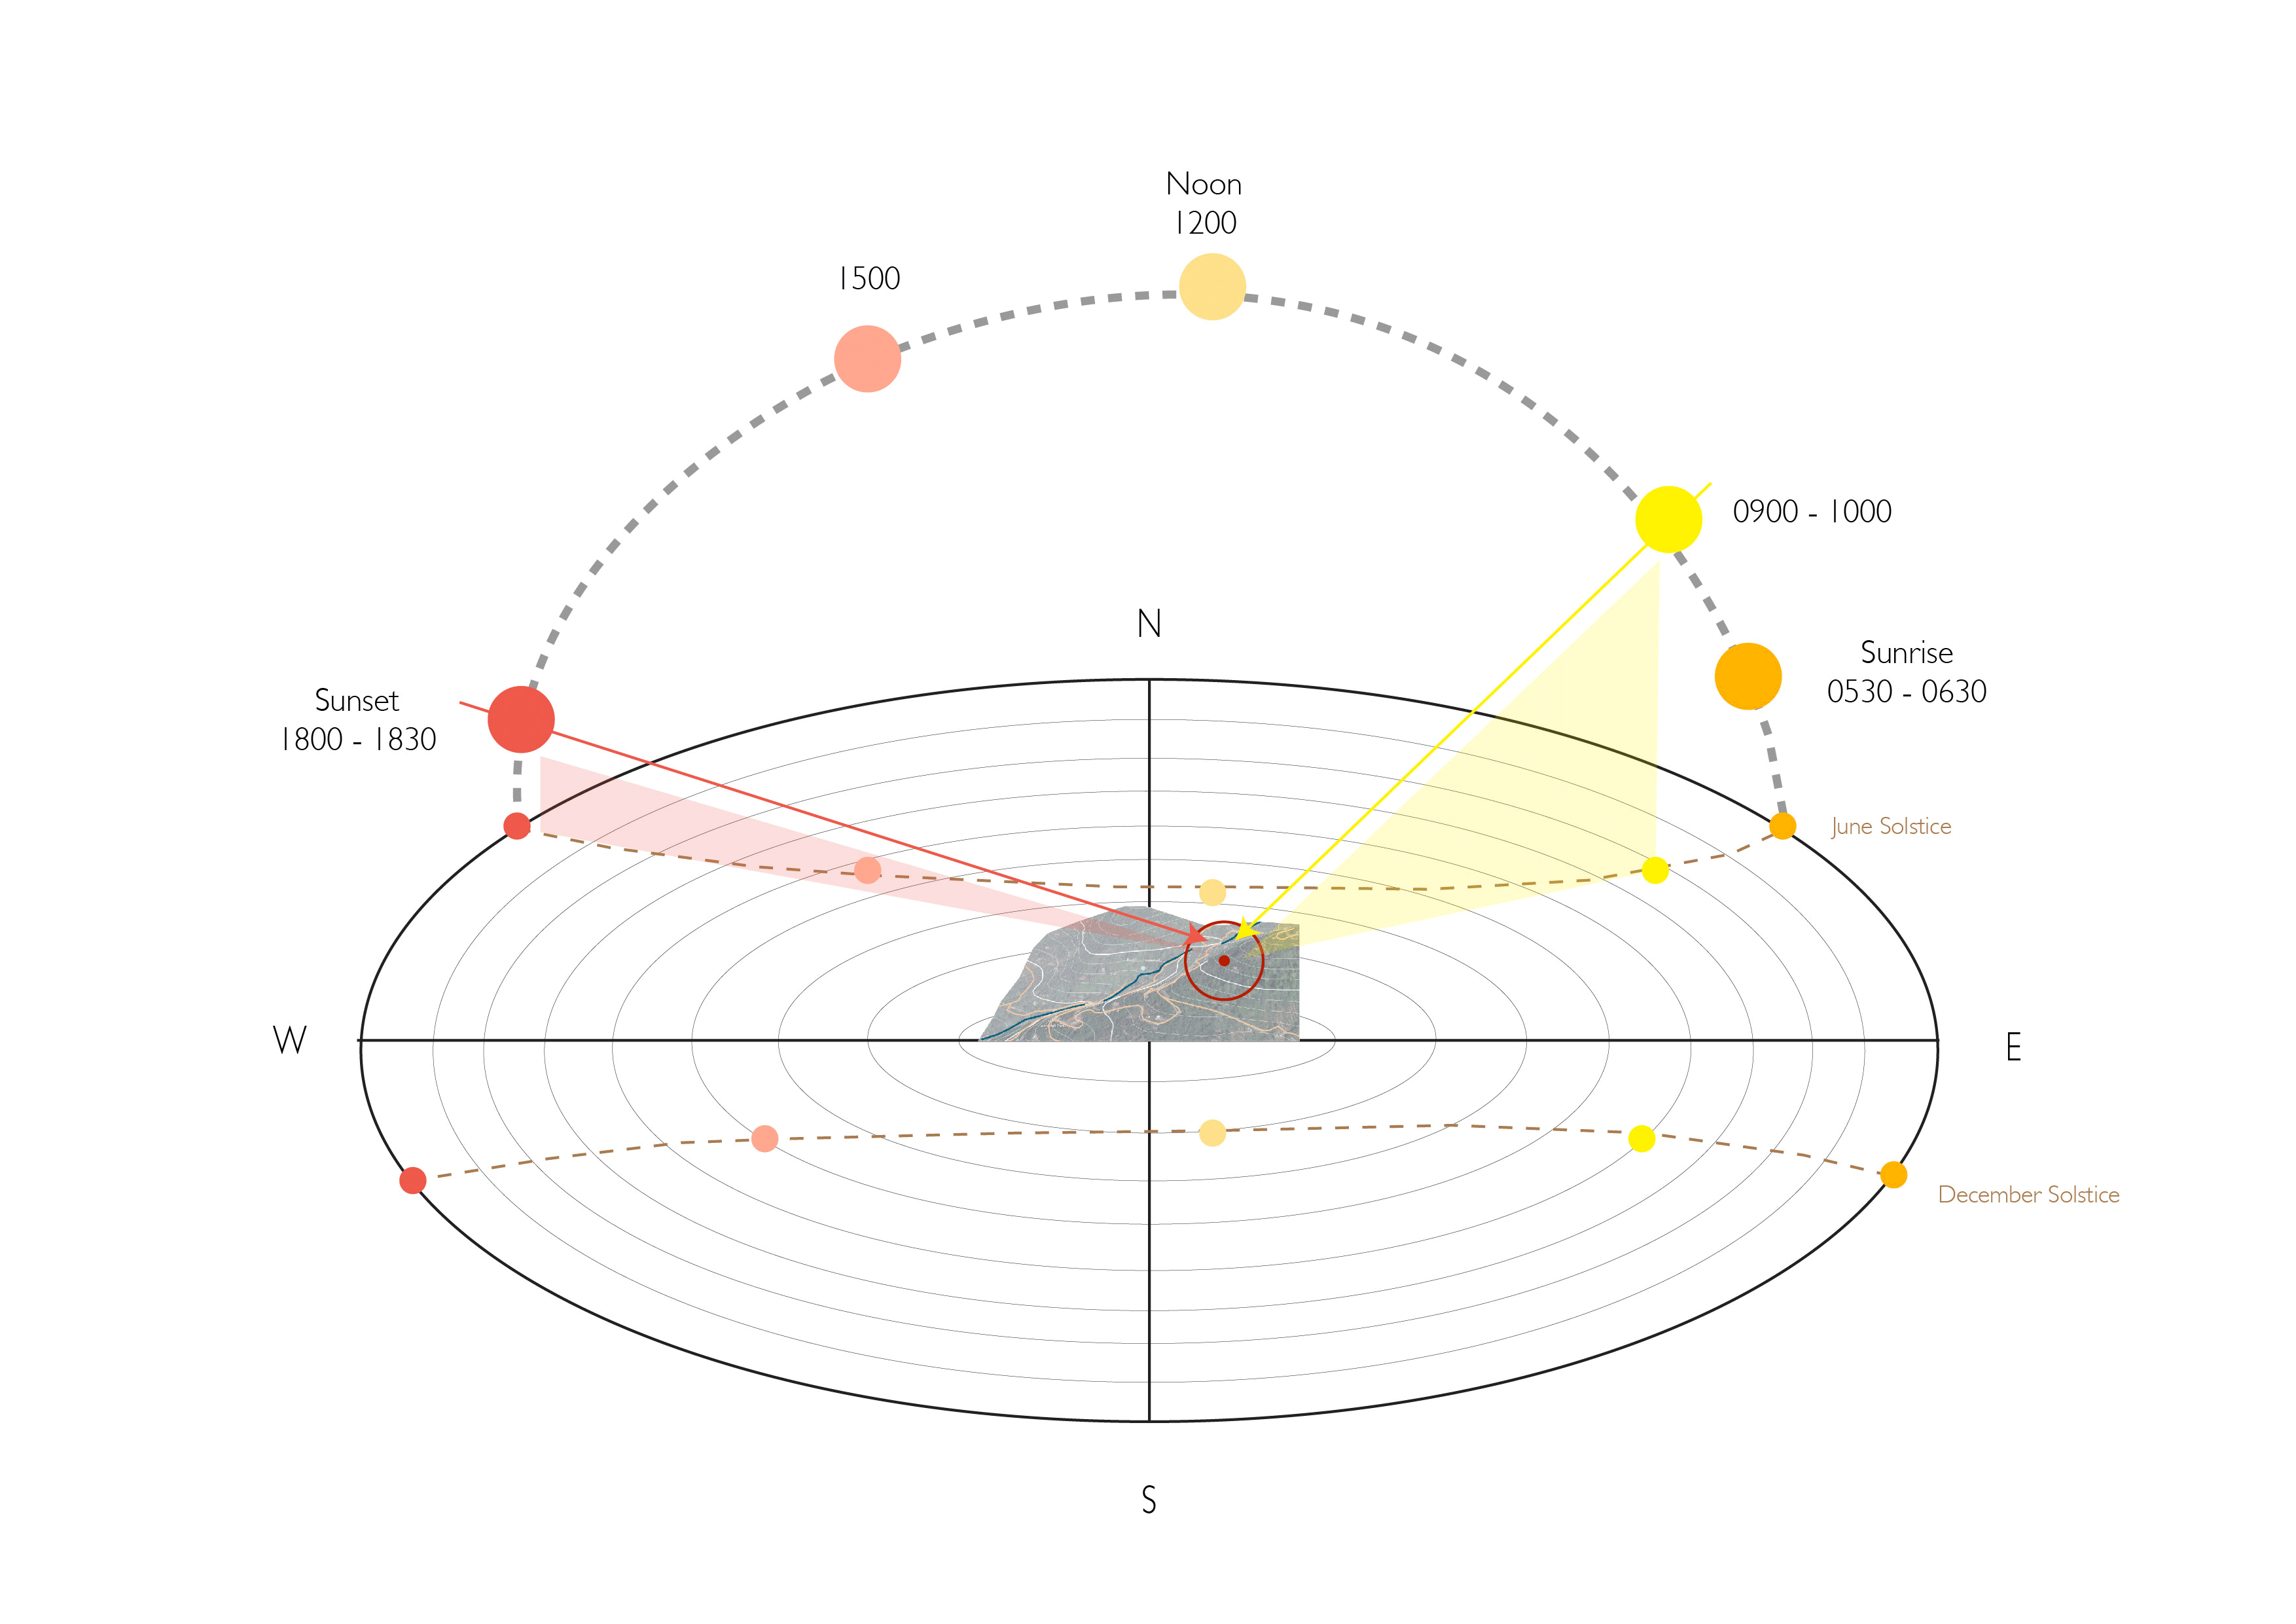 Noon
1200
1500
0900 - 1000
N
Sunrise
0530 - 0630
Sunset
1800 - 1830
June Solstice
W
E
December Solstice
S